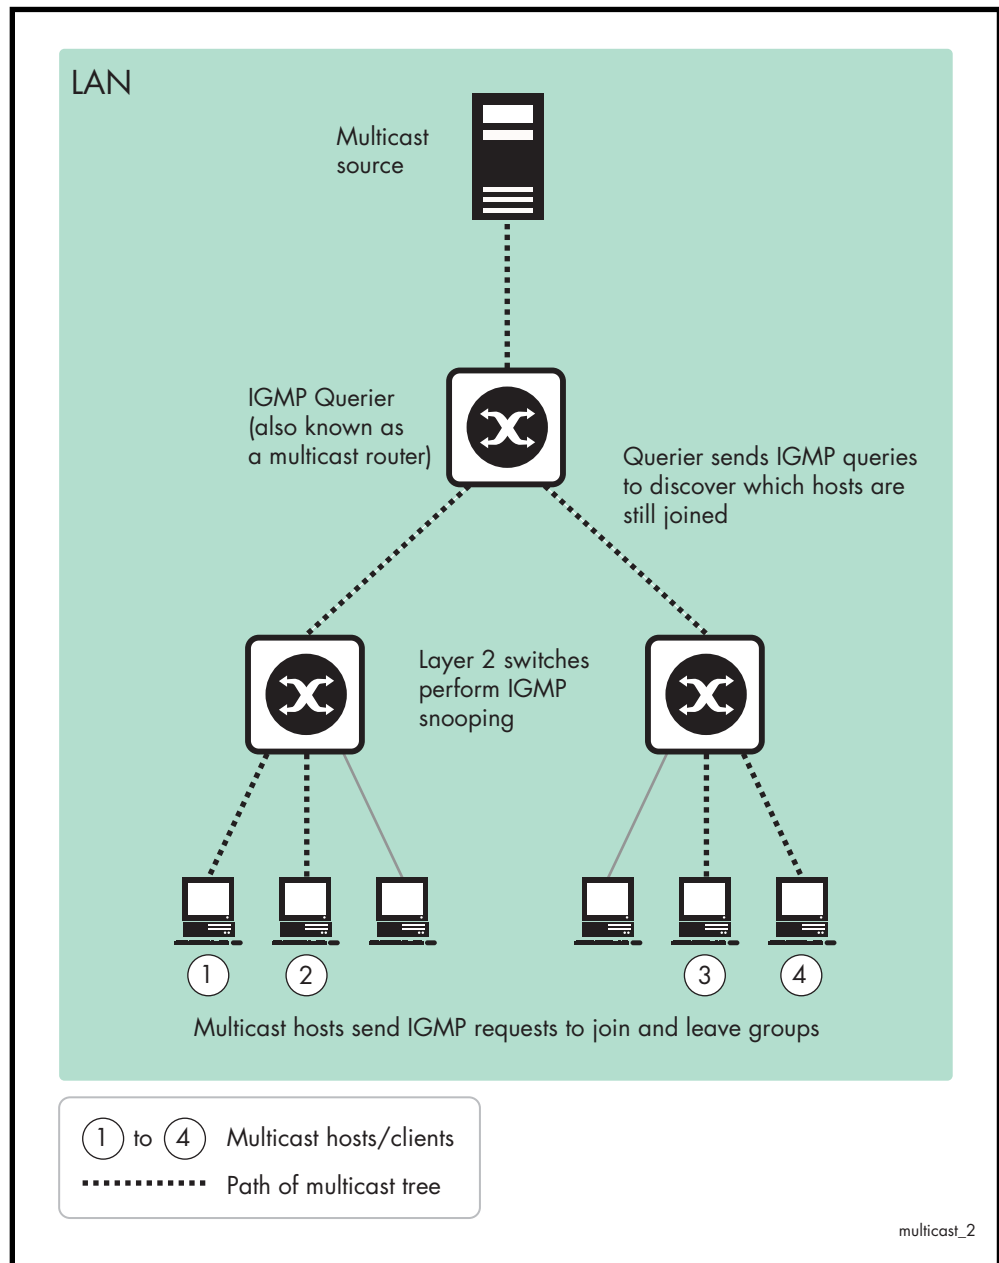 LAN
Multicast
source
IGMP Querier
(also known as
a multicast router)
Querier sends IGMP queries
to discover which hosts are
still joined
Layer 2 switches
perform IGMP
snooping
1
2
3
4
Multicast hosts send IGMP requests to join and leave groups
1 to 4 Multicast hosts/clients
Path of multicast tree
multicast_2